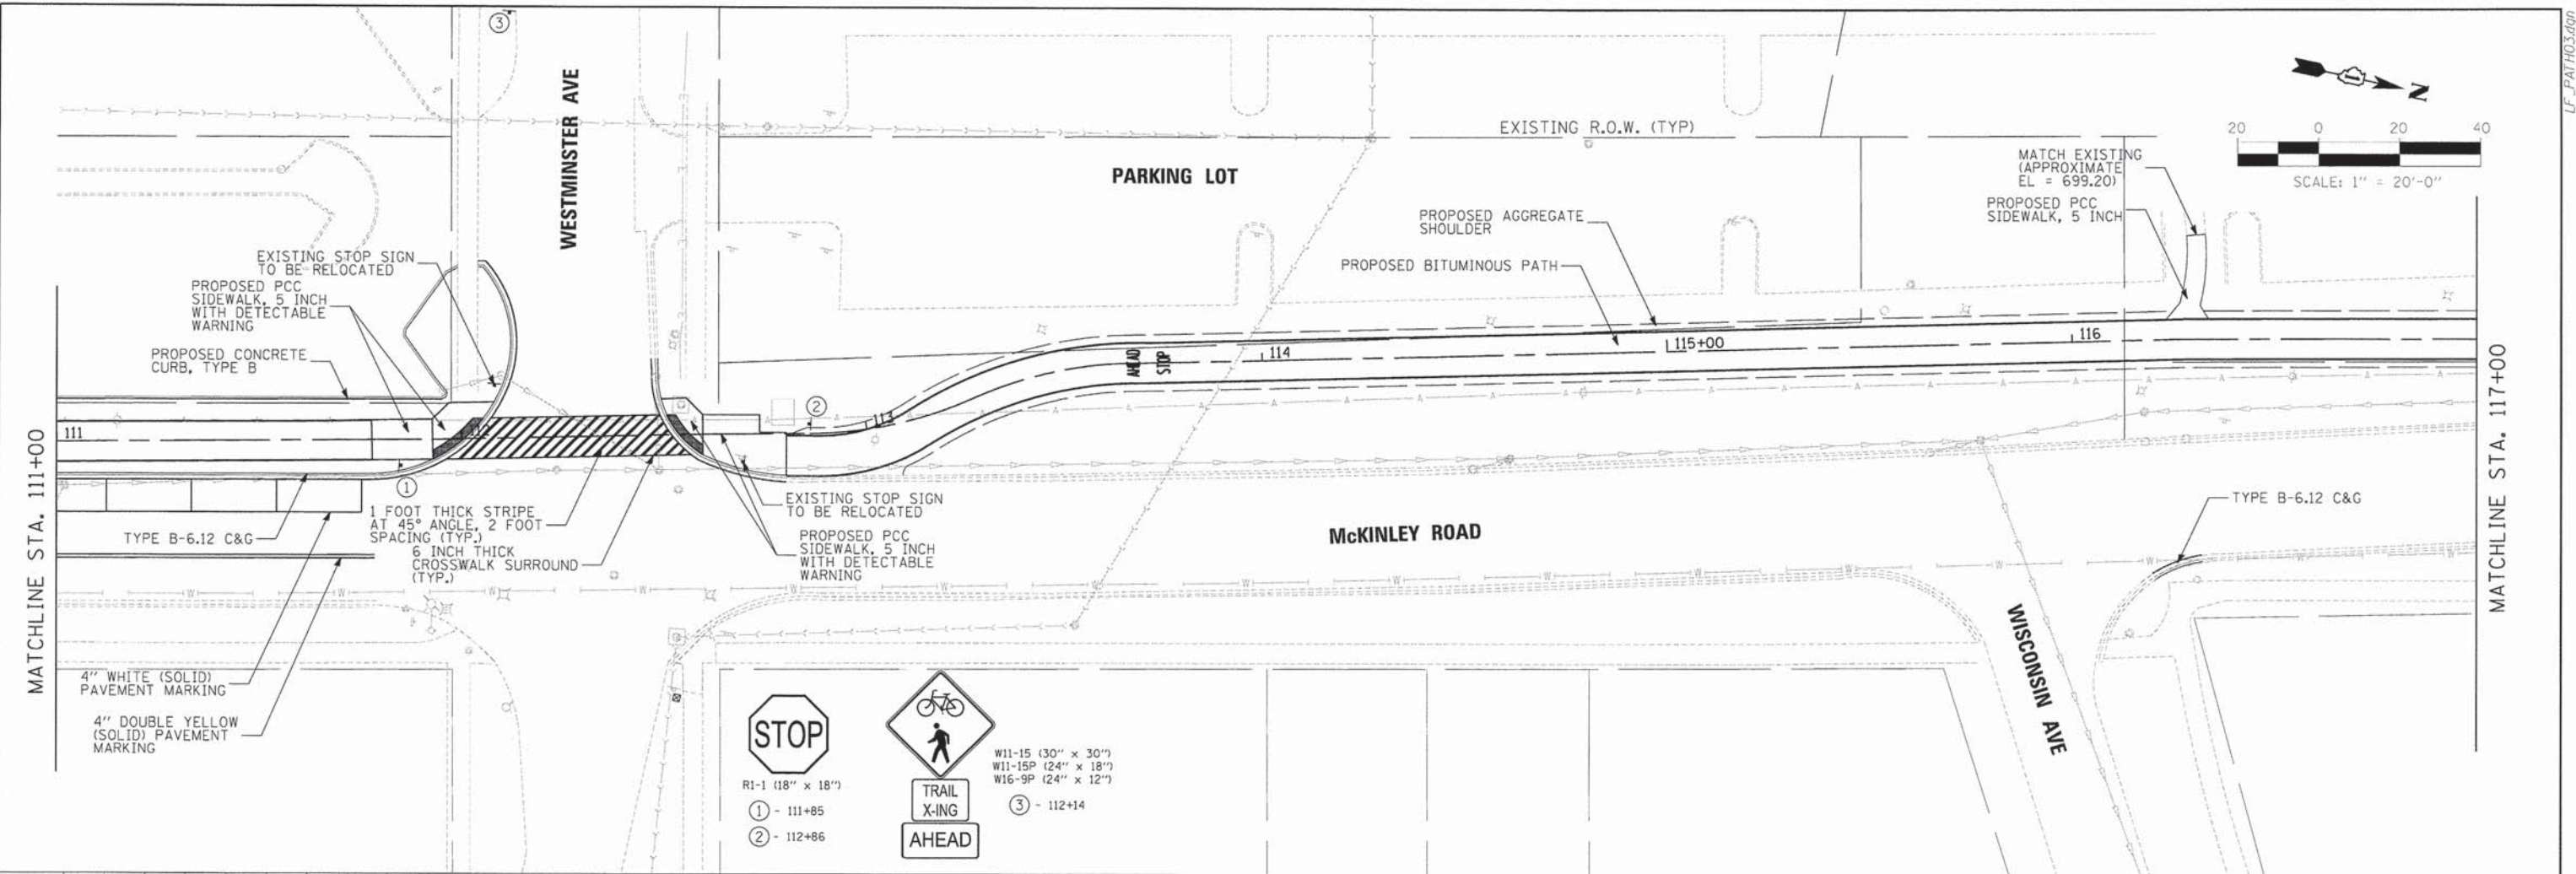 LF_PATH03.dgn
3
WESTMINSTER AVE
N
EXISTING R.O.W. (TYP)
20 0 20 40
SCALE: 1" = 20'-0"
PARKING LOT
MATCH EXISTING
(APPROXIMATE
EL = 699.20)
PROPOSED PCC
SIDEWALK, 5 INCH
PROPOSED AGGREGATE
SHOULDER
PROPOSED BITUMINOUS PATH
EXISTING STOP SIGN
TO BE RELOCATED
PROPOSED PCC
SIDEWALK, 5 INCH
WITH DETECTABLE
WARNING
PROPOSED CONCRETE
CURB, TYPE B
AHEAD
STOP
111
112
113
114
115+00
116
2
1
MATCHLINE STA. 111+00
MATCHLINE STA. 117+00
TYPE B-6.12 C&G
1 FOOT THICK STRIPE
AT 45° ANGLE, 2 FOOT
SPACING (TYP.)
6 INCH THICK
CROSSWALK SURROUND
(TYP.)
EXISTING STOP SIGN
TO BE RELOCATED
PROPOSED PCC
SIDEWALK, 5 INCH
WITH DETECTABLE
WARNING
McKINLEY ROAD
TYPE B-6.12 C&G
WISCONSIN AVE
4" WHITE (SOLID)
PAVEMENT MARKING
4" DOUBLE YELLOW
(SOLID) PAVEMENT
MARKING
STOP
R1-1 (18" x 18")
1 - 111+85
2 - 112+86
TRAIL
X-ING
AHEAD
W11-15 (30" x 30")
W11-15P (24" x 18")
W16-9P (24" x 12")
3 - 112+14